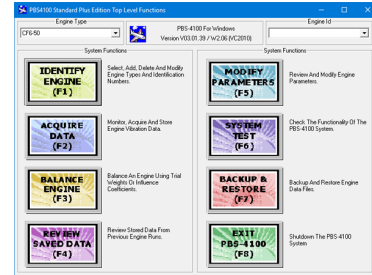 PBS4100 Standard Plus Edition Top Level Functions
Engine Type
CF6-50
PBS-4100 For Windows
Version V03.01.39 / W2.06 (VC2010)
Engine Id
System Functions
IDENTIFY
ENGINE
(F1)
Select, Add, Delete And Modify
Engine Types And Identification
Numbers.
ACQUIRE
DATA
(F2)
Monitor, Acquire And Store
Engine Vibration Data.
BALANCE
ENGINE
(F3)
Balance An Engine Using Trial
Weights Or Influence
Coefficients.
REVIEW
SAVED DATA
(F4)
Review Stored Data From
Previous Engine Runs.
System Functions
MODIFY
PARAMETERS
(F5)
Review And Modify Engine
Parameters.
SYSTEM
TEST
(F6)
Check The Functionality Of The
PBS-4100 System.
BACKUP &
RESTORE
(F7)
Backup And Restore Engine
Data Files.
EXIT
PBS-4100
(F8)
Shutdown The PBS-4100
System